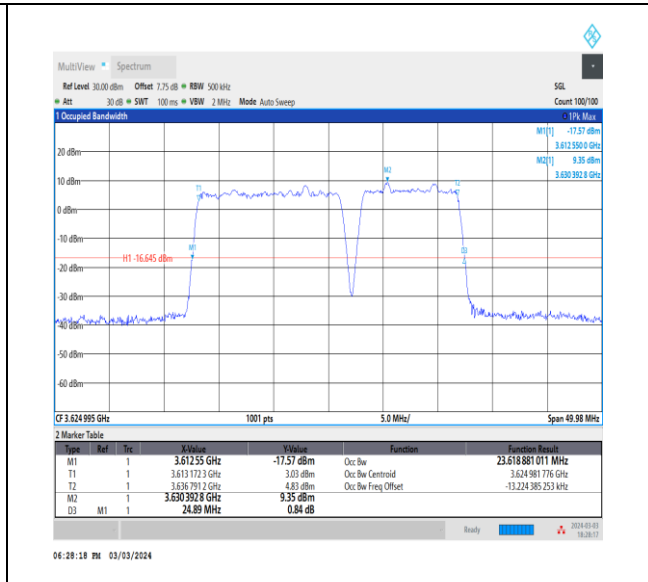 MultiView Spectrum
Ref Level 30.00 dBm Offset 7.75 dB RBW 500 kHz SGL
Att 30 dB SWT 100 ms VBW 2 MHz Mode Auto Sweep Count 100/100
1 Occupied Bandwidth 1Pk Max
M1[1] -17.57 dBm
3.612 550 0 GHz
M2[1] 9.35 dBm
3.630 392 8 GHz
20 dBm
10 dBm
0 dBm
-10 dBm
-20 dBm
-30 dBm
-40 dBm
-50 dBm
-60 dBm
M2
T1
T2
M1
D3
H1 -16.645 dBm
CF 3.624 995 GHz 1001 pts 5.0 MHz/ Span 49.98 MHz
2 Marker Table
Type Ref Trc X-Value Y-Value Function Function Result
M1 1 3.612 55 GHz -17.57 dBm Occ Bw 23.618 881 011 MHz
T1 1 3.613 172 3 GHz 3.03 dBm Occ Bw Centroid 3.624 981 776 GHz
T2 1 3.636 791 2 GHz 4.83 dBm Occ Bw Freq Offset -13.224 385 253 kHz
M2 1 3.630 392 8 GHz 9.35 dBm
D3 M1 1 24.89 MHz 0.84 dB
Ready 2024-03-03
18:28:17
06:28:18 PM 03/03/2024